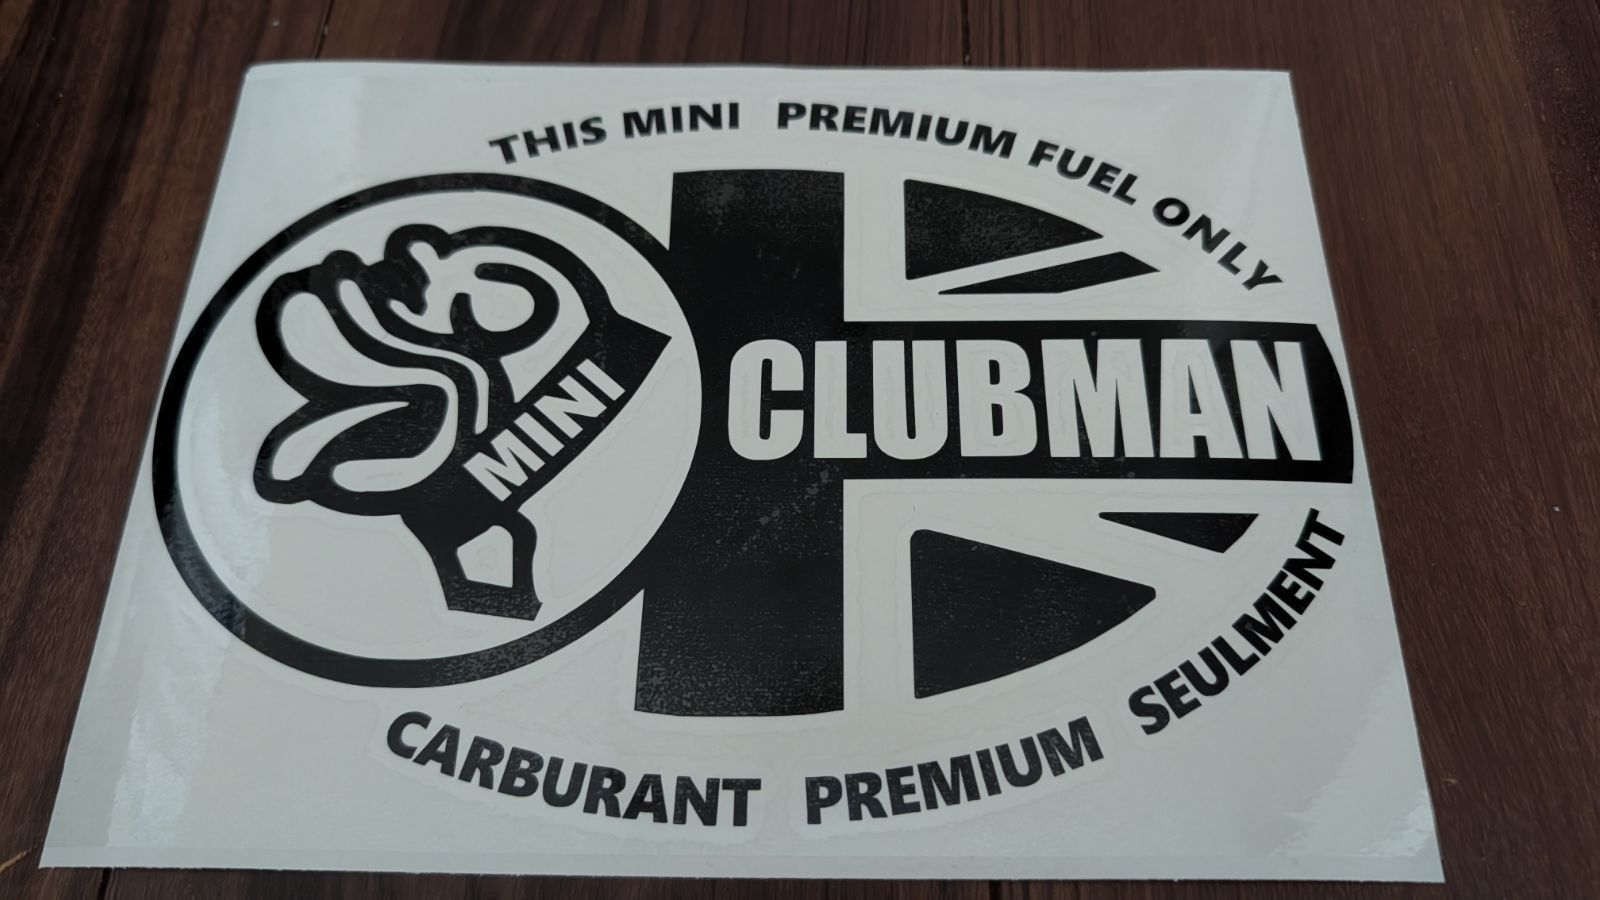 THIS MINI PREMIUM FUEL ONLY
MINI
CLUBMAN
CARBURANT PREMIUM SEULMENT